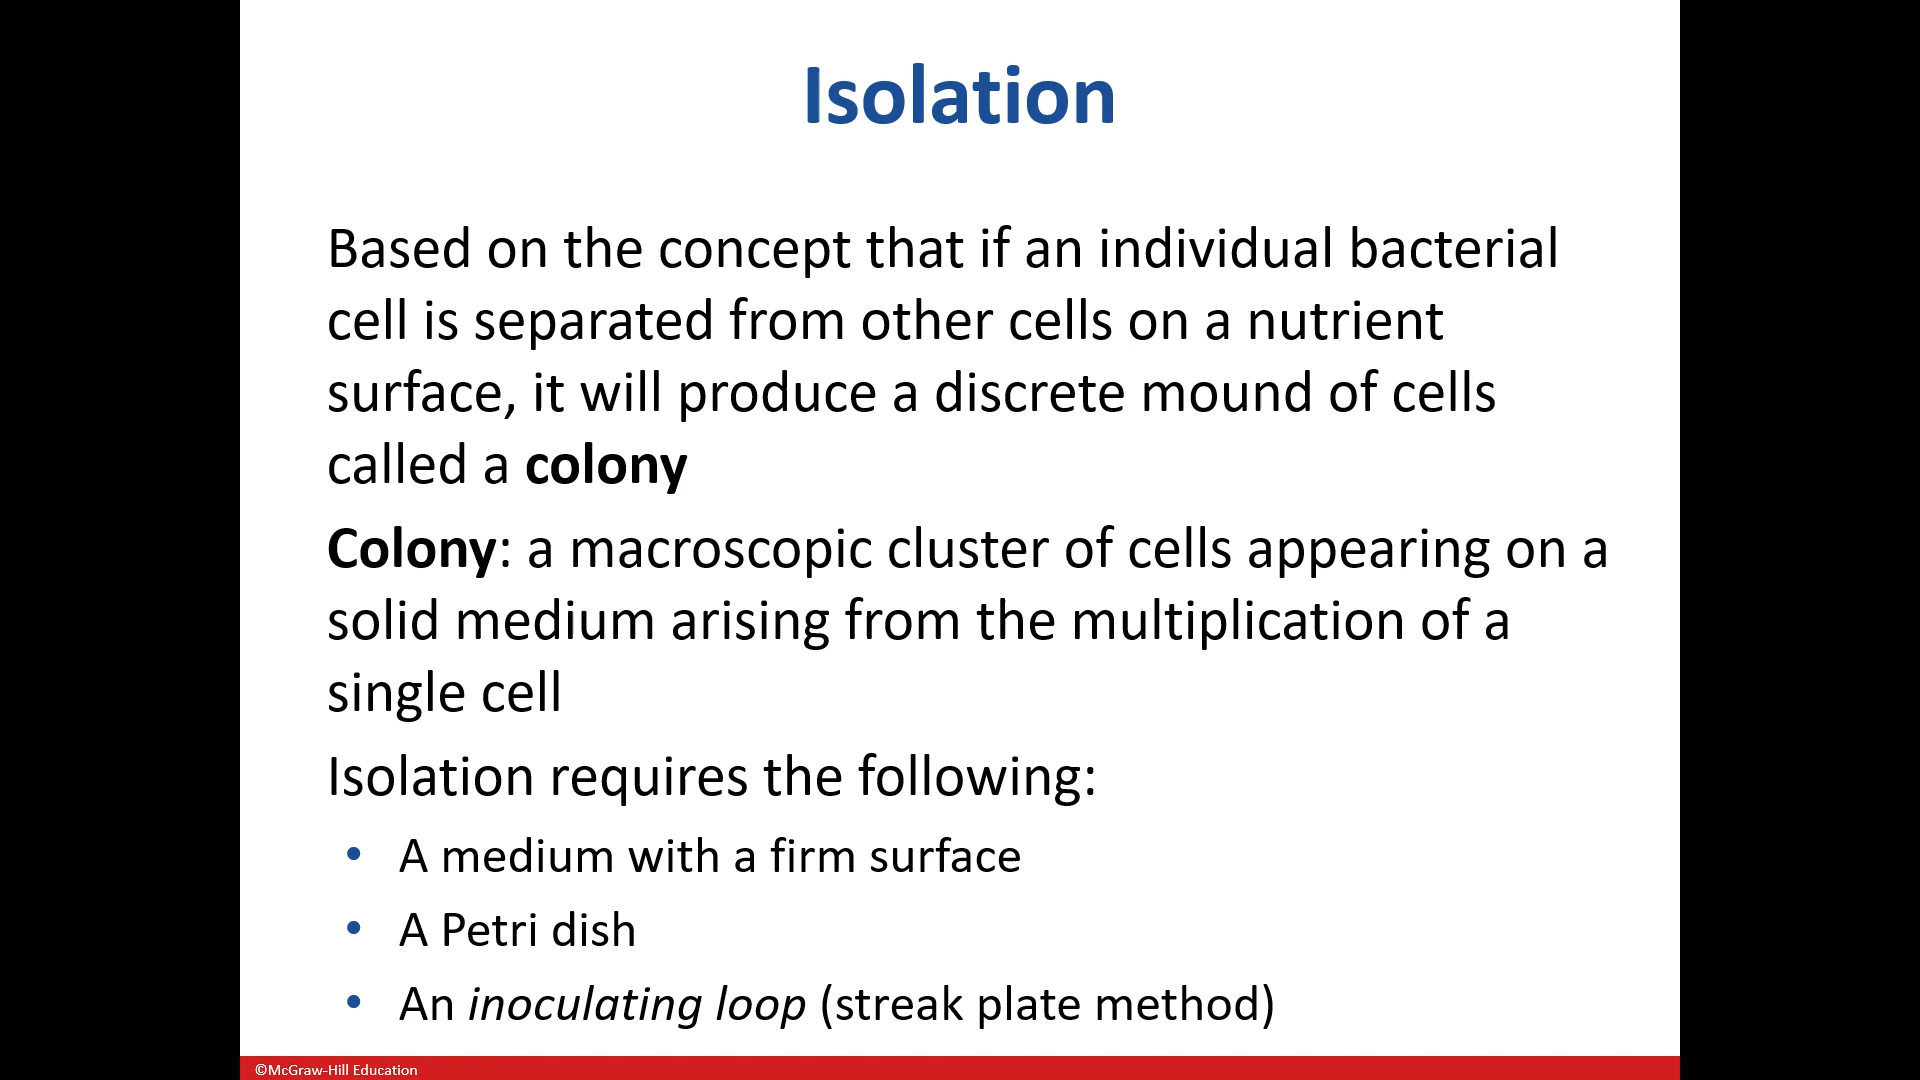 Isolation
Based on the concept that if an individual bacterial
cell is separated from other cells on a nutrient
surface, it will produce a discrete mound of cells
called a colony
Colony: a macroscopic cluster of cells appearing on a
solid medium arising from the multiplication of a
single cell
Isolation requires the following:
• A medium with a firm surface
• A Petri dish
• An inoculating loop (streak plate method)
©McGraw-Hill Education